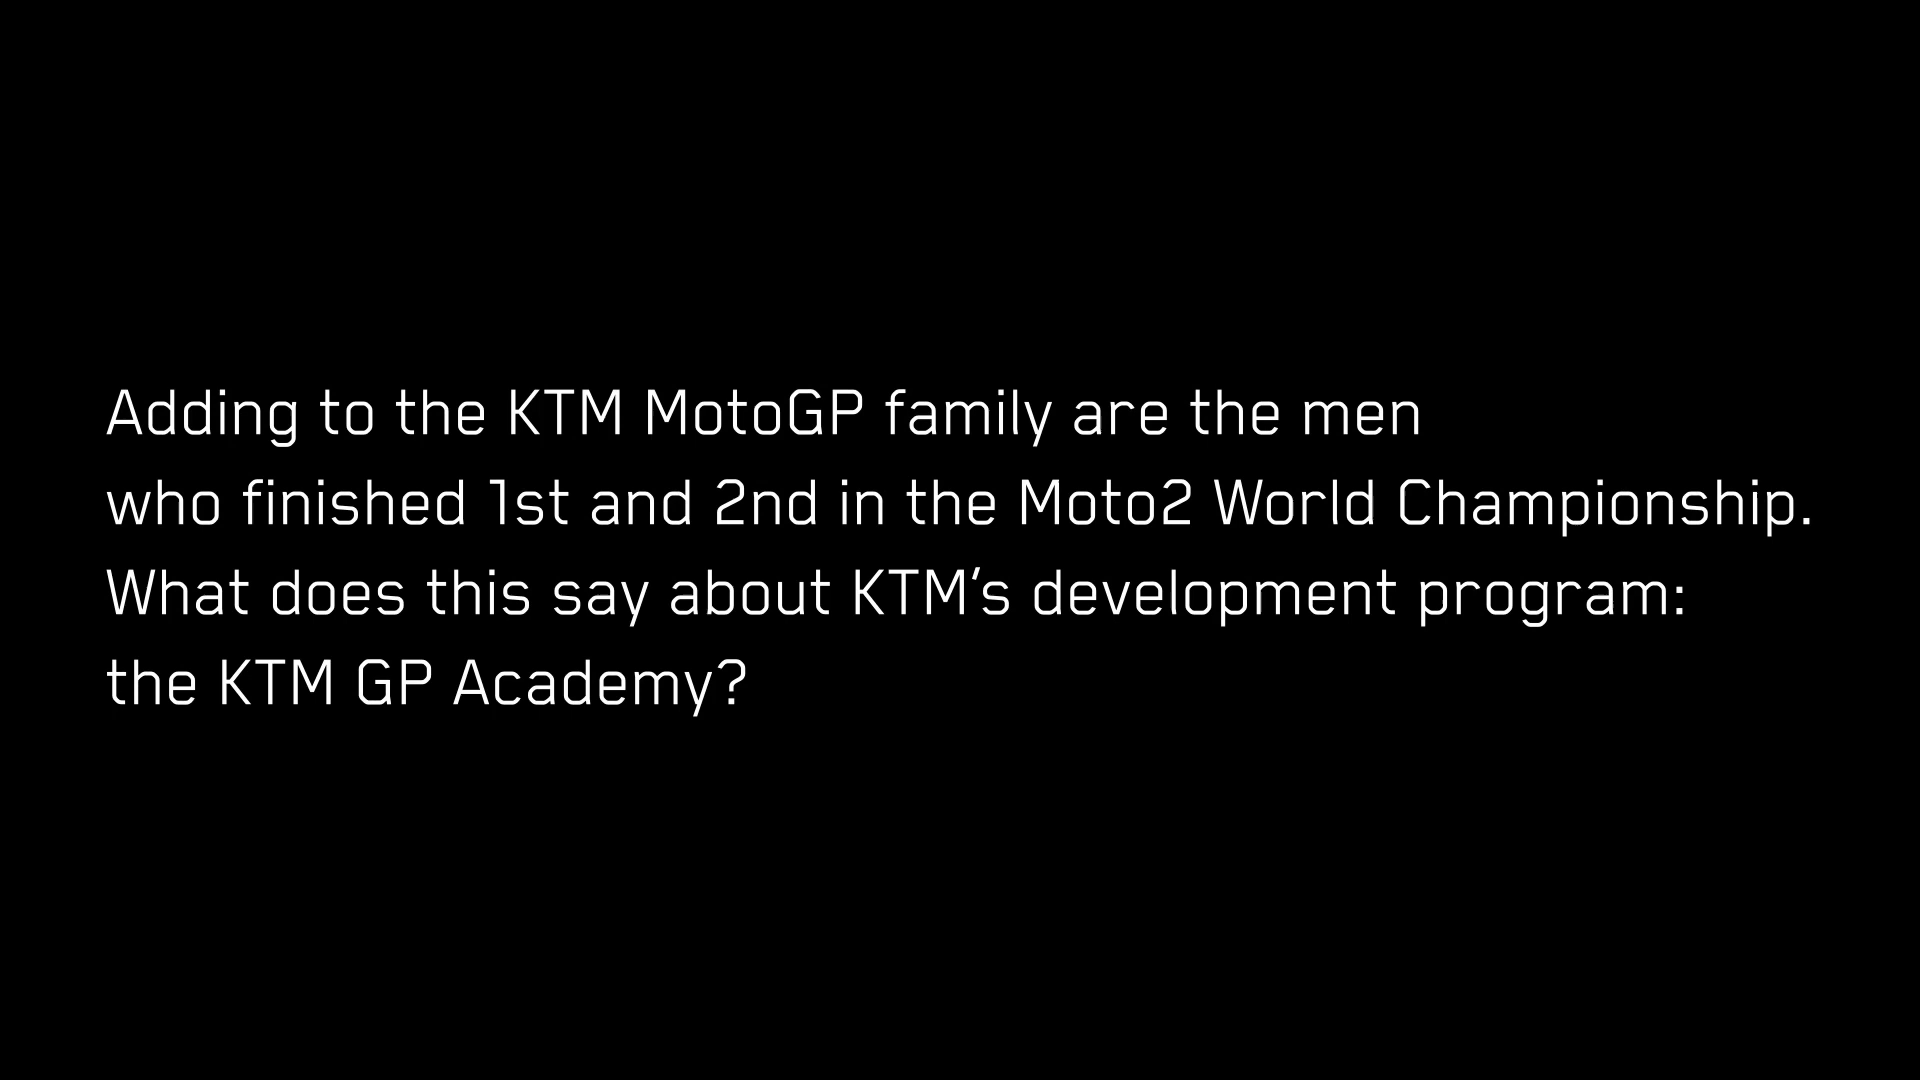 Adding to the KTM MotoGP family are the men
who finished 1st and 2nd in the Moto2 World Championship.
What does this say about KTM's development program:
the KTM GP Academy?